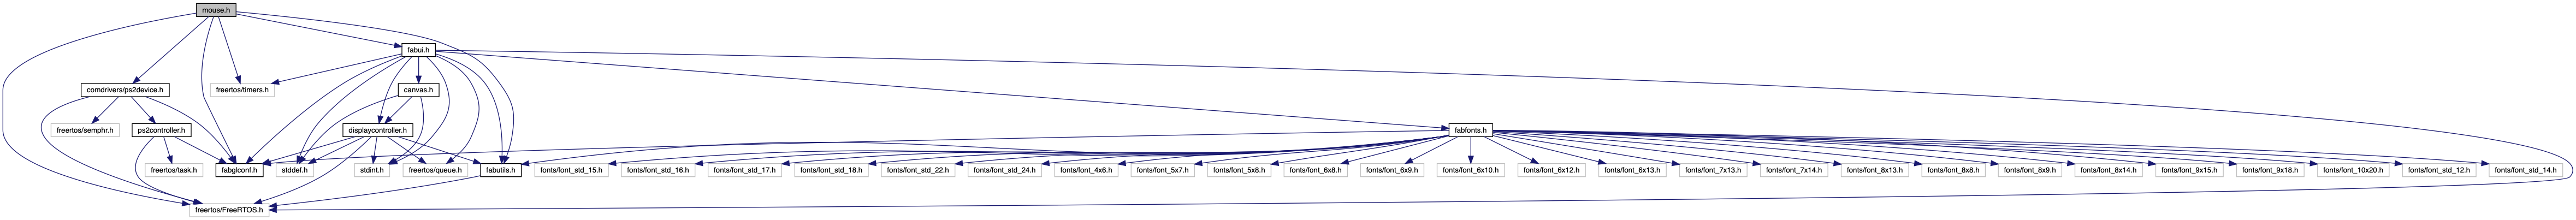 mouse.h
fabui.h
comdrivers/ps2device.h
freertos/timers.h
canvas.h
freertos/semphr.h
ps2controller.h
displaycontroller.h
fabfonts.h
freertos/task.h
fabglconf.h
stddef.h
stdint.h
freertos/queue.h
fabutils.h
fonts/font_std_15.h
fonts/font_std_16.h
fonts/font_std_17.h
fonts/font_std_18.h
fonts/font_std_22.h
fonts/font_std_24.h
fonts/font_4x6.h
fonts/font_5x7.h
fonts/font_5x8.h
fonts/font_6x8.h
fonts/font_6x9.h
fonts/font_6x10.h
fonts/font_6x12.h
fonts/font_6x13.h
fonts/font_7x13.h
fonts/font_7x14.h
fonts/font_8x13.h
fonts/font_8x8.h
fonts/font_8x9.h
fonts/font_8x14.h
fonts/font_9x15.h
fonts/font_9x18.h
fonts/font_10x20.h
fonts/font_std_12.h
fonts/font_std_14.h
freertos/FreeRTOS.h